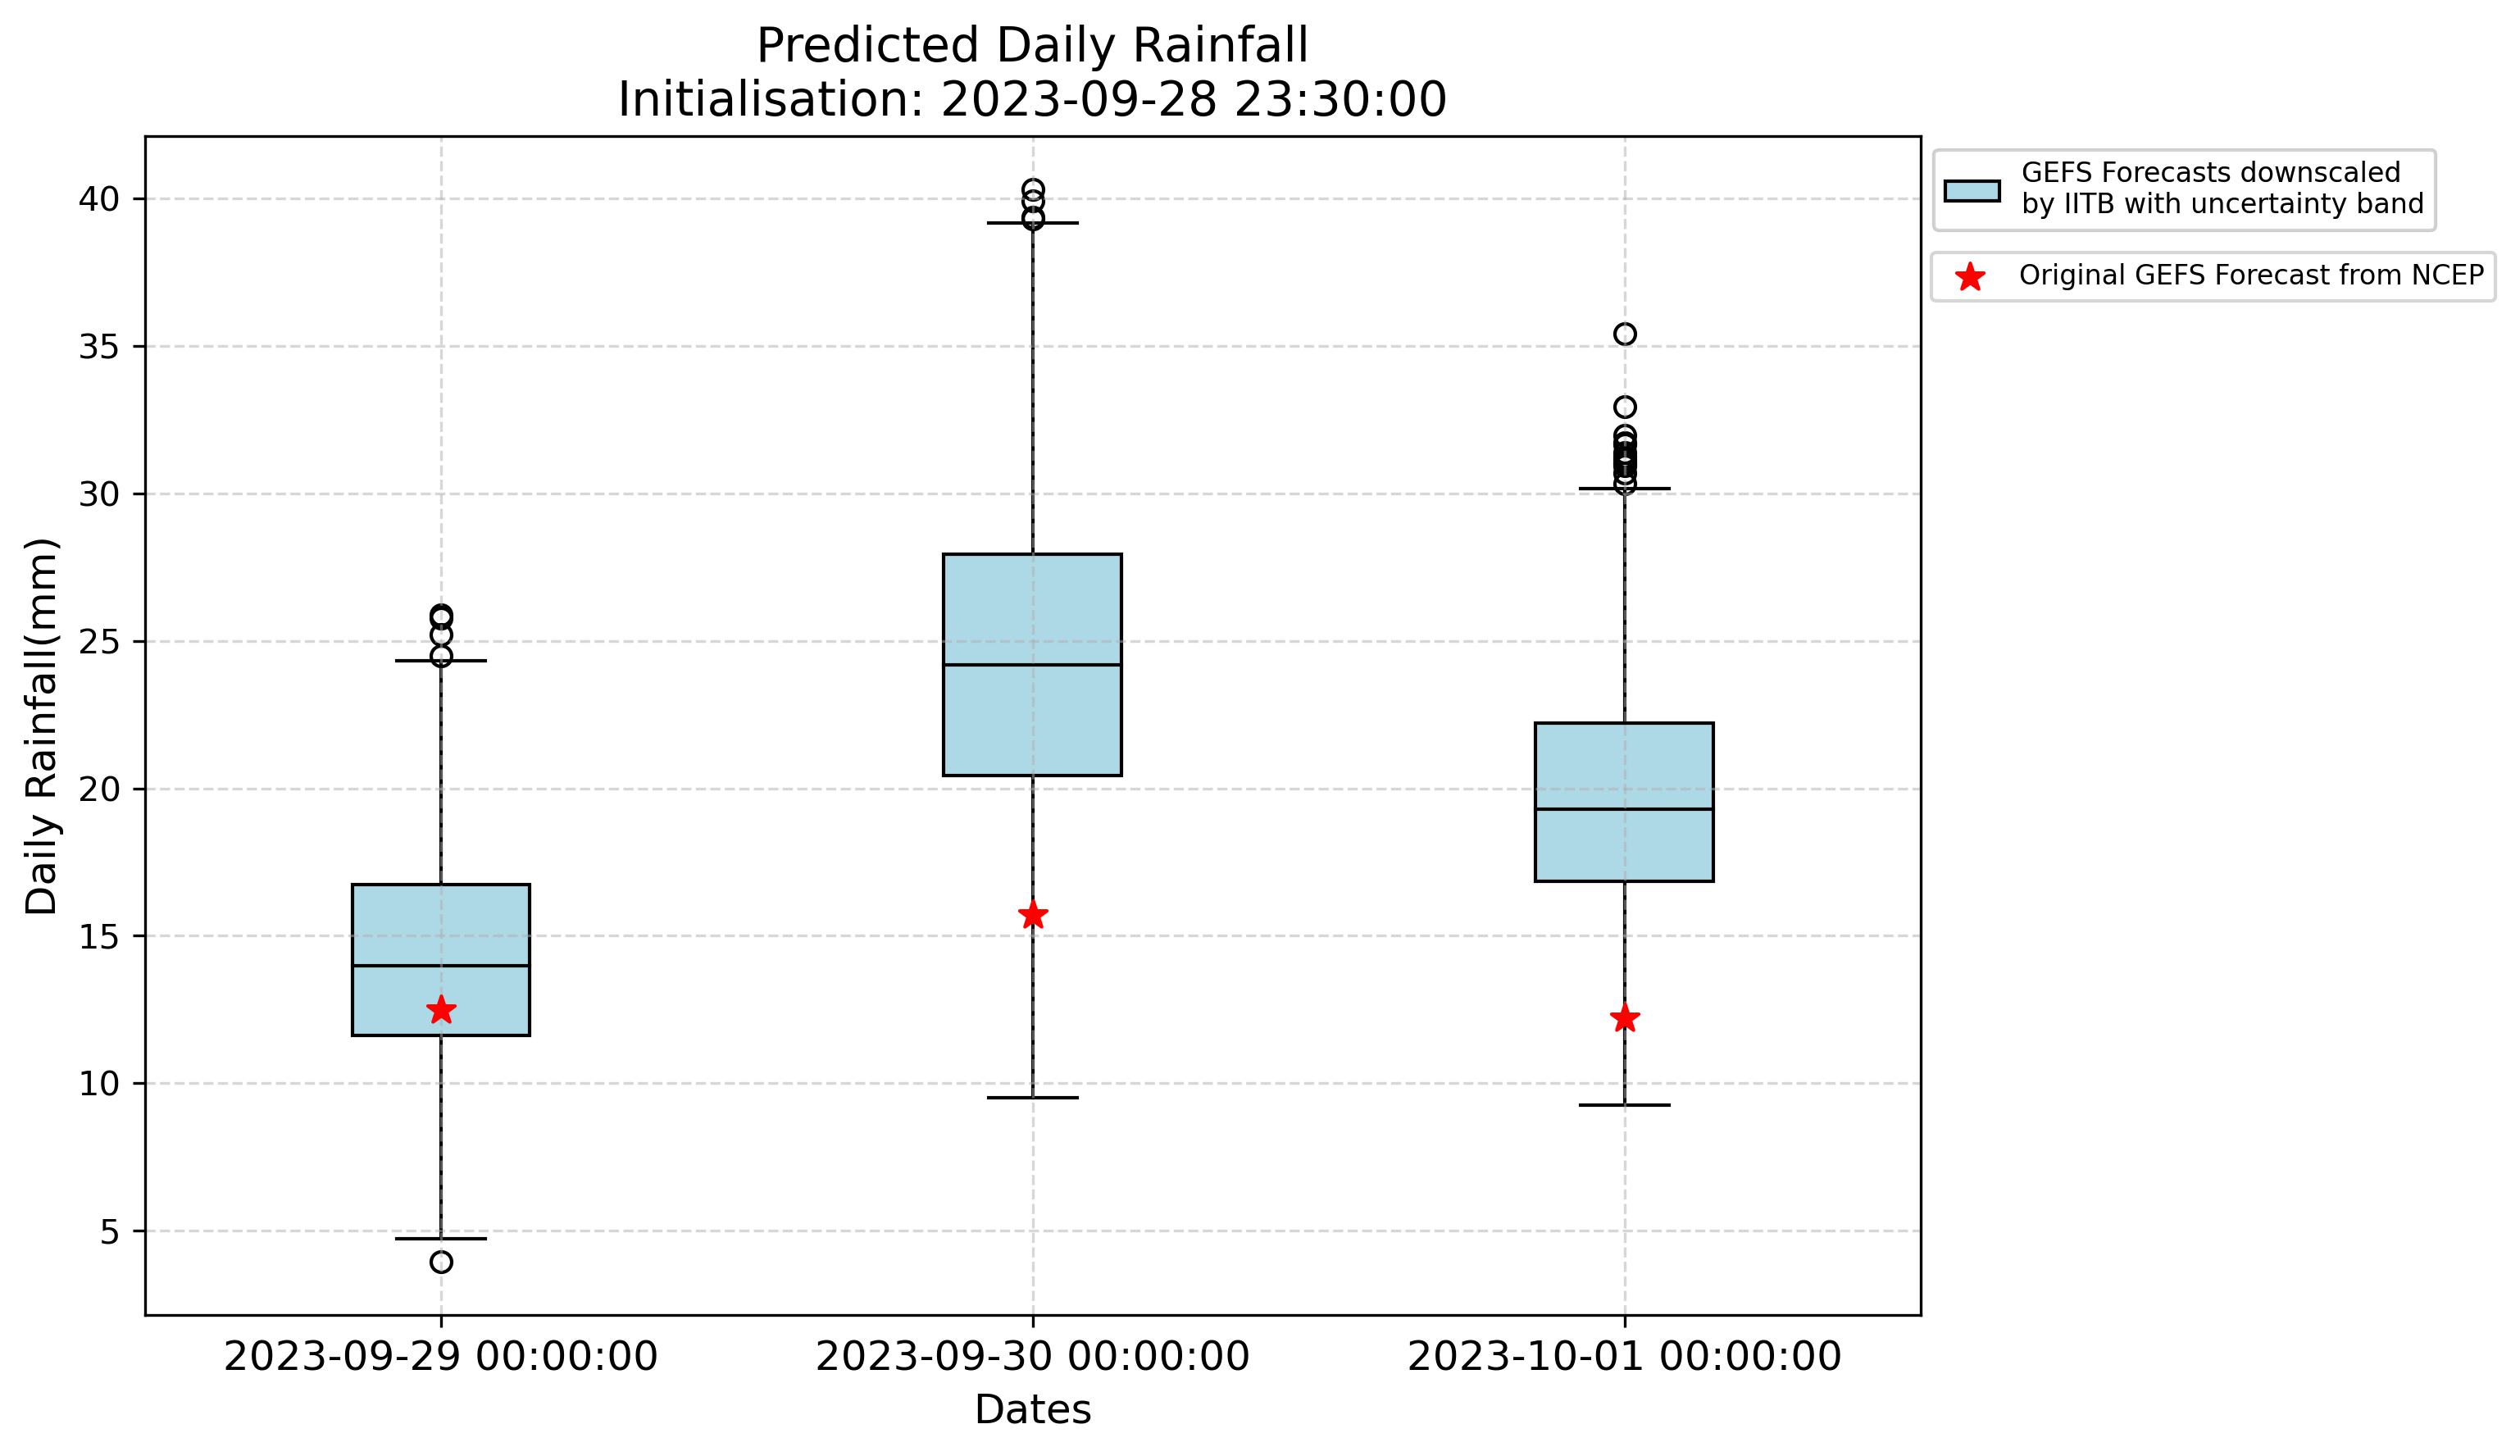 Predicted Daily Rainfall
Initialisation: 2023-09-28 23:30:00
GEFS Forecasts downscaled
by IITB with uncertainty band
Original GEFS Forecast from NCEP
Daily Rainfall(mm)
40
35
30
25
20
15
10
5
2023-09-29 00:00:00
2023-09-30 00:00:00
2023-10-01 00:00:00
Dates